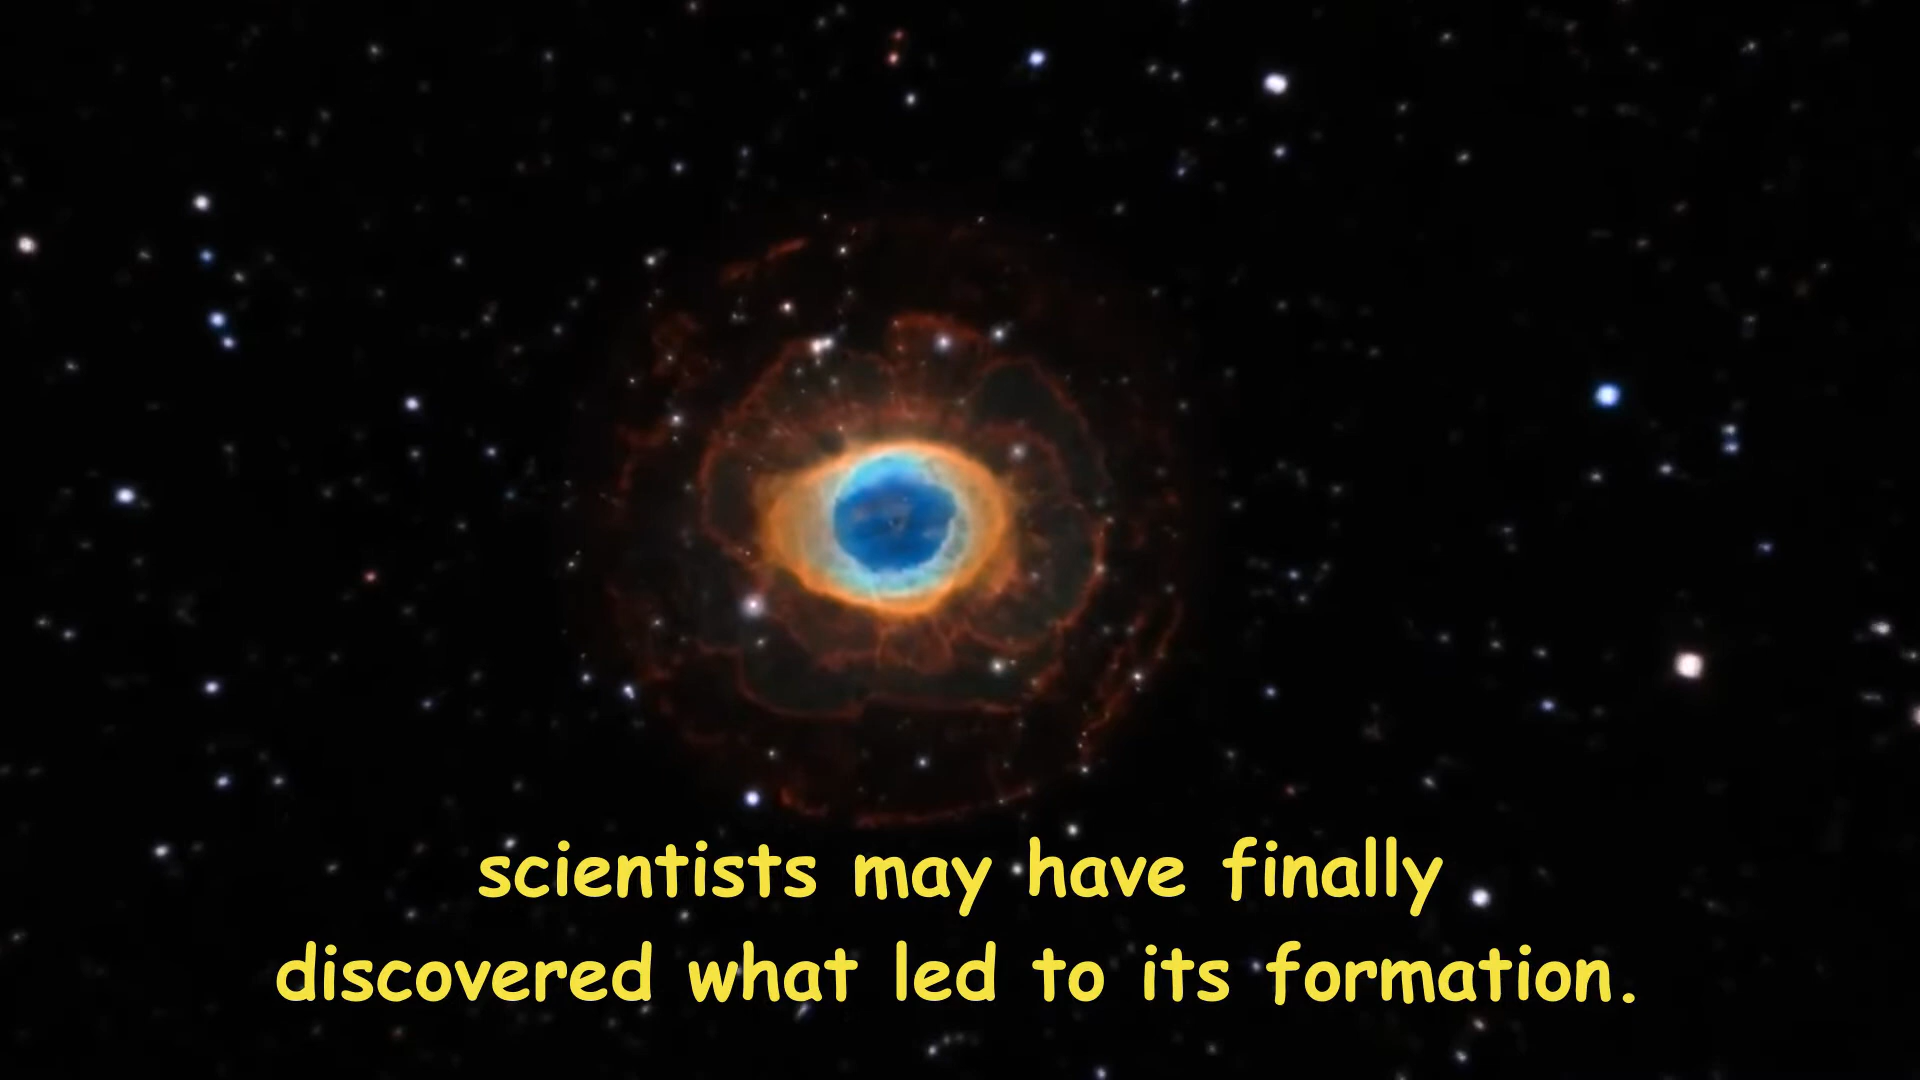 scientists may have finally
discovered what led to its formation.